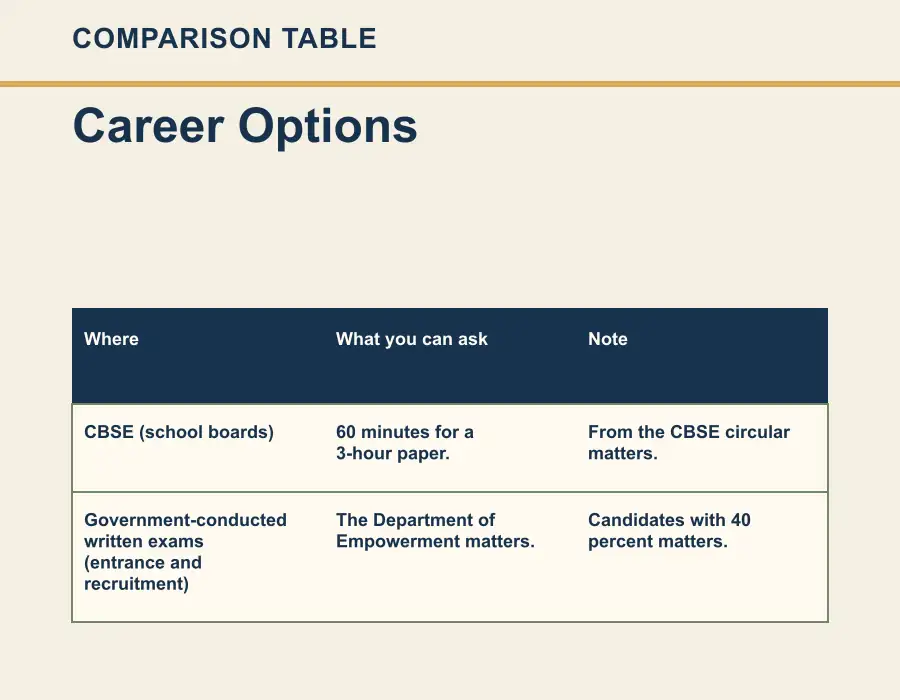 COMPARISON TABLE
Career Options
Where What you can ask Note
CBSE (school boards)
60 minutes for a
3-hour paper.
From the CBSE circular
matters.
Government-conducted
written exams
(entrance and
recruitment)
The Department of
Empowerment matters.
Candidates with 40
percent matters.